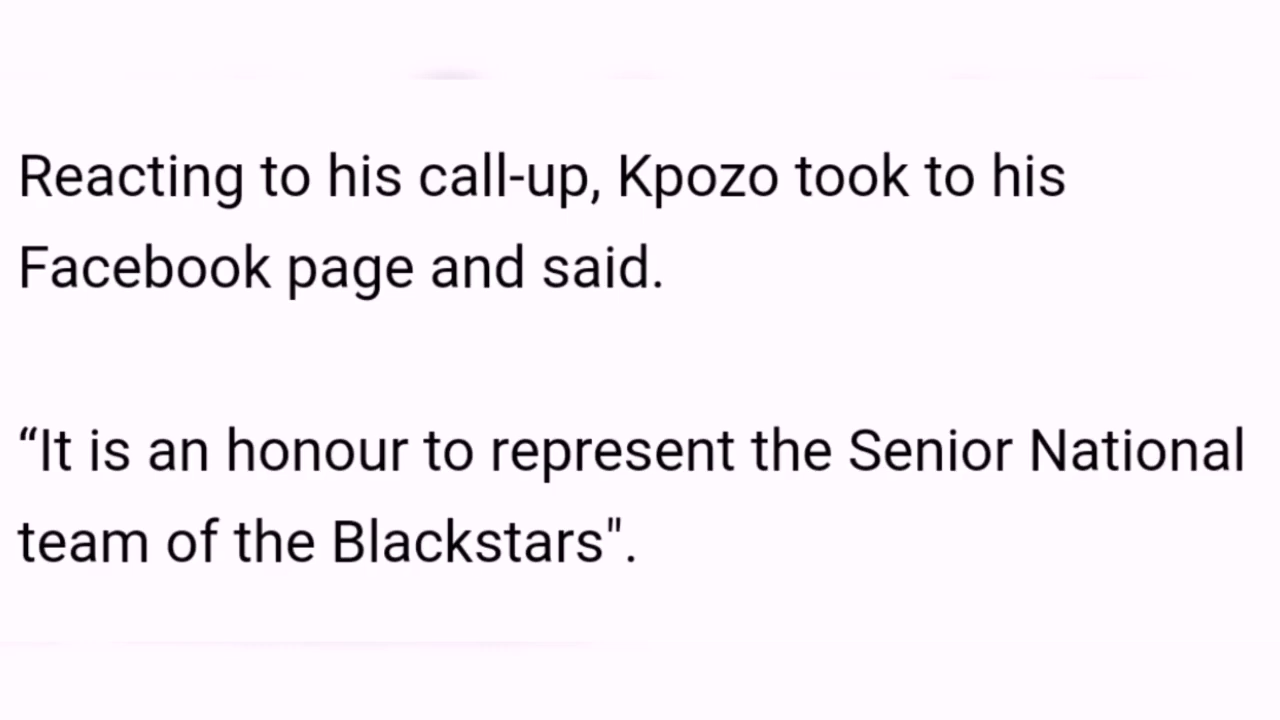 Reacting to his call-up, Kpozo took to his
Facebook page and said.
“It is an honour to represent the Senior National
team of the Blackstars".